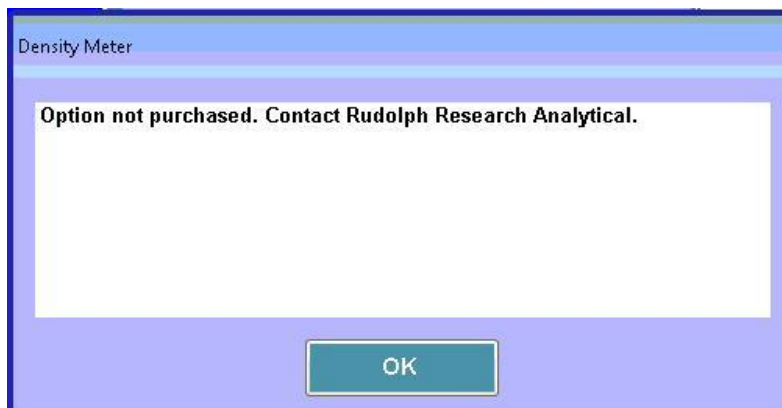 Density Meter
Option not purchased. Contact Rudolph Research Analytical.
OK